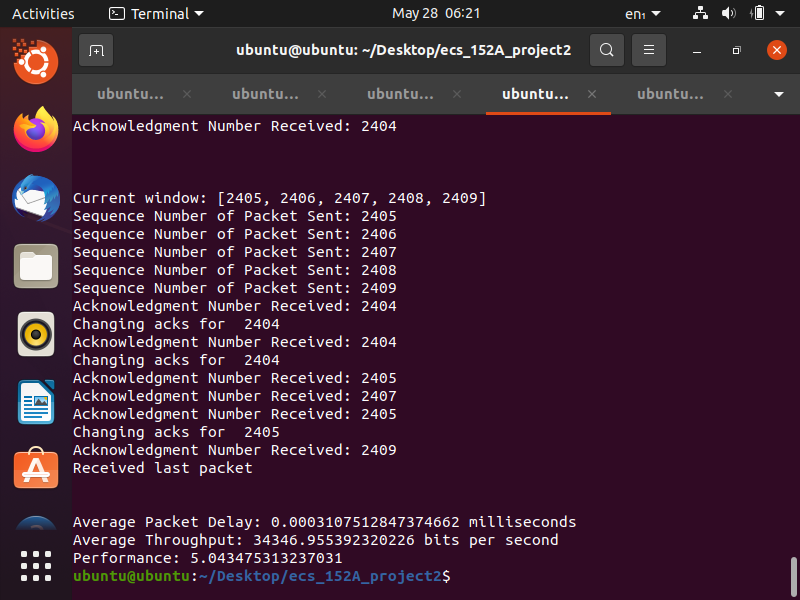 Activities Terminal May 28 06:21 en₁
ubuntu@ubuntu: ~/Desktop/ecs_152A_project2
ubuntu... ubuntu... ubuntu... ubuntu... ubuntu...
Acknowledgment Number Received: 2404
Current window: [2405, 2406, 2407, 2408, 2409]
Sequence Number of Packet Sent: 2405
Sequence Number of Packet Sent: 2406
Sequence Number of Packet Sent: 2407
Sequence Number of Packet Sent: 2408
Sequence Number of Packet Sent: 2409
Acknowledgment Number Received: 2404
Changing acks for  2404
Acknowledgment Number Received: 2404
Changing acks for  2404
Acknowledgment Number Received: 2405
Acknowledgment Number Received: 2407
Acknowledgment Number Received: 2405
Changing acks for  2405
Acknowledgment Number Received: 2409
Received last packet
Average Packet Delay: 0.0003107512847374662 milliseconds
Average Throughput: 34346.955392320226 bits per second
Performance: 5.043475313237031
ubuntu@ubuntu:~/Desktop/ecs_152A_project2$